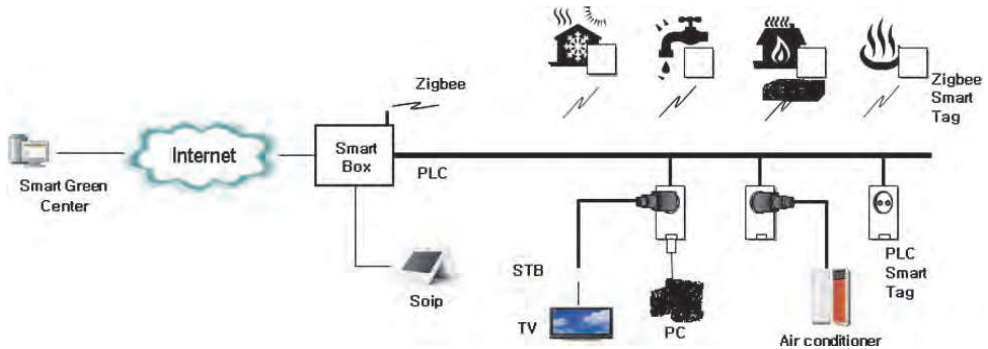 Zigbee
Zigbee
Smart
Tag
Internet
Smart
Box
PLC
Smart Green
Center
Soip
STB
TV
PC
PLC
Smart
Tag
Air conditioner